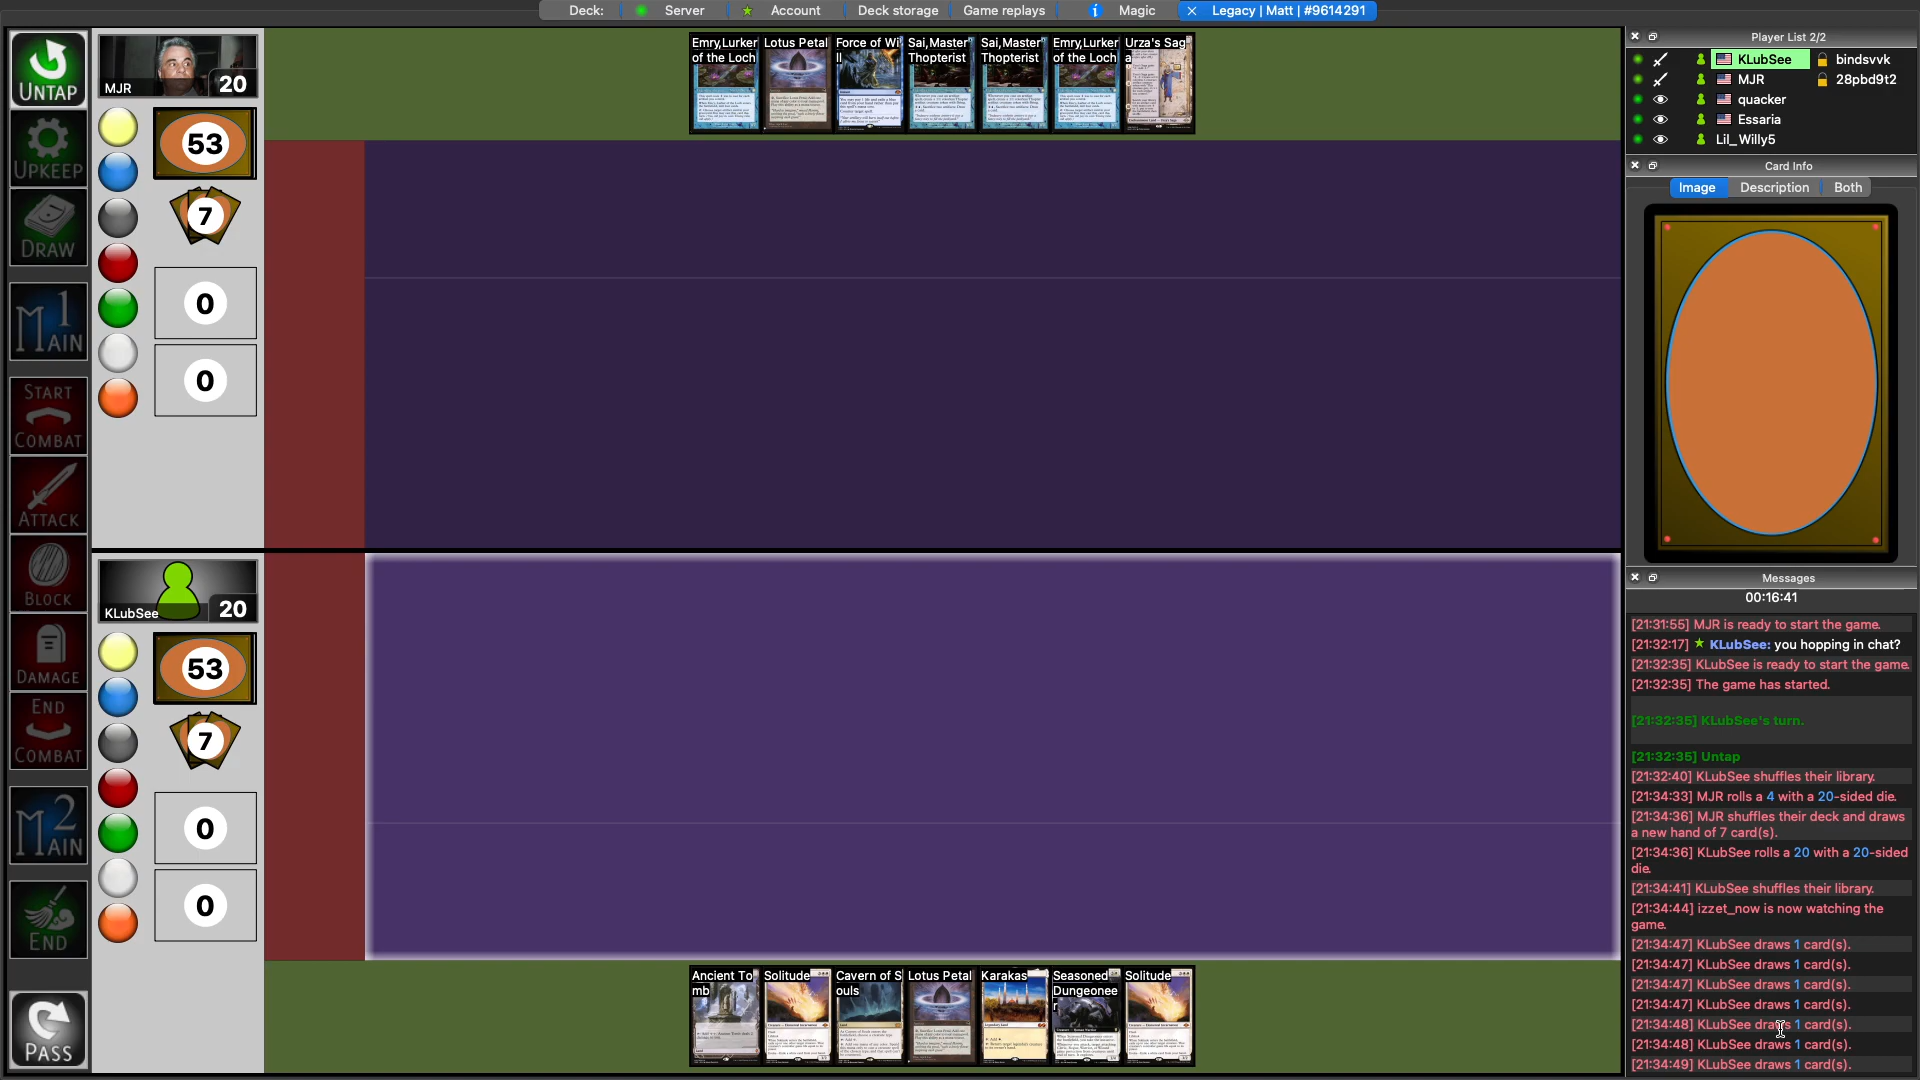 Deck:
Server
Account
Deck storage
Game replays
Magic
Legacy | Matt | #9614291
UNTAP
UPKEEP
DRAW
M1 MAIN
START COMBAT
ATTACK
BLOCK
DAMAGE
END COMBAT
M2 MAIN
END
PASS
MJR
20
53
7
0
0
Emry,Lurker
of the Loch
Lotus Petal
Force of Wi
ll
Sai,Master
Thopterist
Sai,Master
Thopterist
Emry,Lurker
of the Loch
Urza's Sag
a
KLubSee
20
53
7
0
0
Ancient To
mb
Solitude
Cavern of S
ouls
Lotus Petal
Karakas
Seasoned
Dungeonee
r
Solitude
Player List 2/2
KLubSee bindsvvk
MJR 28pbd9t2
quacker
Essaria
Lil_Willy5
Card Info
Image Description Both
Messages
00:16:41
[21:31:55] MJR is ready to start the game.
[21:32:17] KLubSee: you hopping in chat?
[21:32:35] KLubSee is ready to start the game.
[21:32:35] The game has started.
[21:32:35] KLubSee's turn.
[21:32:35] Untap
[21:32:40] KLubSee shuffles their library.
[21:34:33] MJR rolls a 4 with a 20-sided die.
[21:34:36] MJR shuffles their deck and draws
a new hand of 7 card(s).
[21:34:36] KLubSee rolls a 20 with a 20-sided
die.
[21:34:41] KLubSee shuffles their library.
[21:34:44] izzet_now is now watching the
game.
[21:34:47] KLubSee draws 1 card(s).
[21:34:47] KLubSee draws 1 card(s).
[21:34:47] KLubSee draws 1 card(s).
[21:34:47] KLubSee draws 1 card(s).
[21:34:48] KLubSee draws 1 card(s).
[21:34:48] KLubSee draws 1 card(s).
[21:34:49] KLubSee draws 1 card(s).